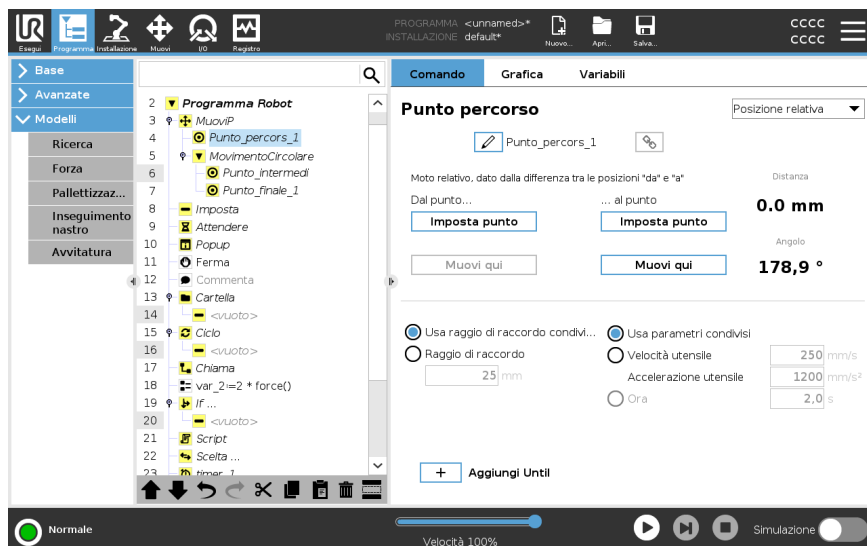 PROGRAMMA <unnamed>*
INSTALLAZIONE default*
Esegui Programma Installazione Muovi I/O Registro
Nuovo... Apri... Salva...
cccc
cccc
Base
Avanzate
Modelli
Ricerca
Forza
Pallettizzaz...
Inseguimento
nastro
Avvitatura
2 Programma Robot
3 MuoviP
4 Punto_percors_1
5 MovimentoCircolare
6 Punto_intermedi
7 Punto_finale_1
8 Imposta
9 Attendere
10 Popup
11 Ferma
12 Commenta
13 Cartella
14 <vuoto>
15 Ciclo
16 <vuoto>
17 Chiama
18 var_2:=2 * force()
19 If ...
20 <vuoto>
21 Script
22 Scelta ...
23 timer_1
Comando Grafica Variabili
Punto percorso
Posizione relativa
Punto_percors_1
Moto relativo, dato dalla differenza tra le posizioni "da" e "a"
Distanza
Dal punto... ... al punto
0.0 mm
Imposta punto Imposta punto
Angolo
Muovi qui Muovi qui
178,9 °
Usa raggio di raccordo condivi... Usa parametri condivisi
Raggio di raccordo Velocità utensile 250 mm/s
25 mm Accelerazione utensile 1200 mm/s²
Ora 2,0 s
+ Aggiungi Until
Normale
Velocità 100%
Simulazione